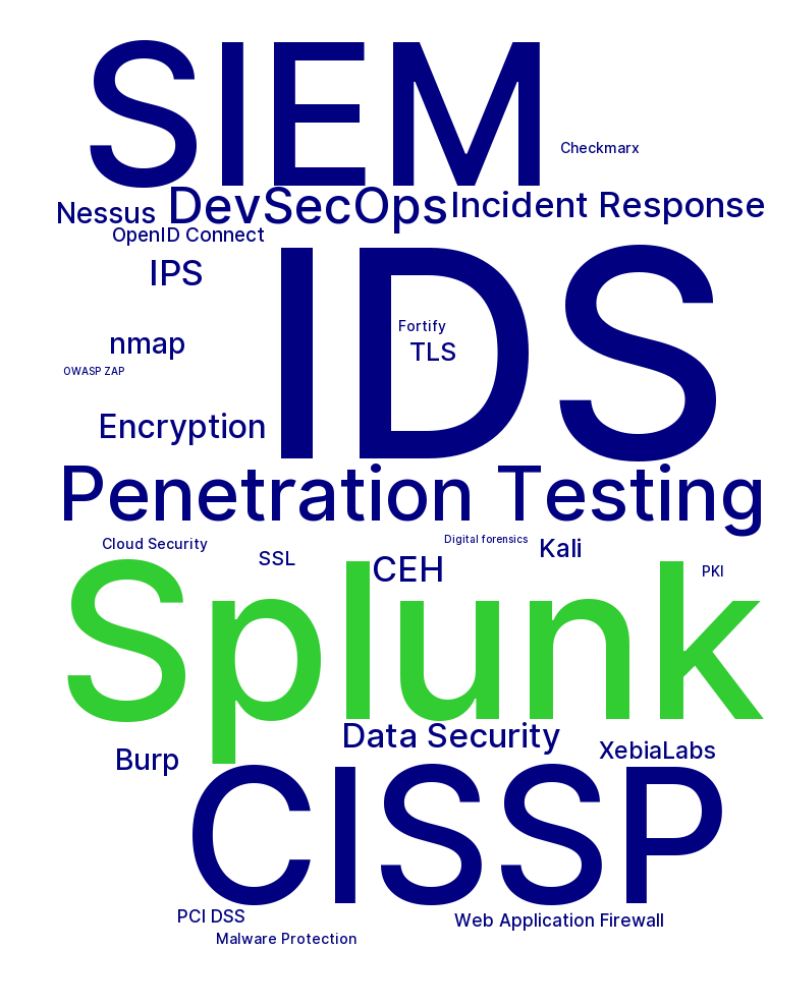 SIEM
Checkmarx
Nessus
DevSecOps
Incident Response
OpenID Connect
IPS
IDS
Fortify
nmap
TLS
OWASP ZAP
Encryption
Penetration Testing
Cloud Security
Digital forensics
Kali
SSL
CEH
PKI
Splunk
Data Security
XebiaLabs
Burp
CISSP
PCI DSS
Web Application Firewall
Malware Protection